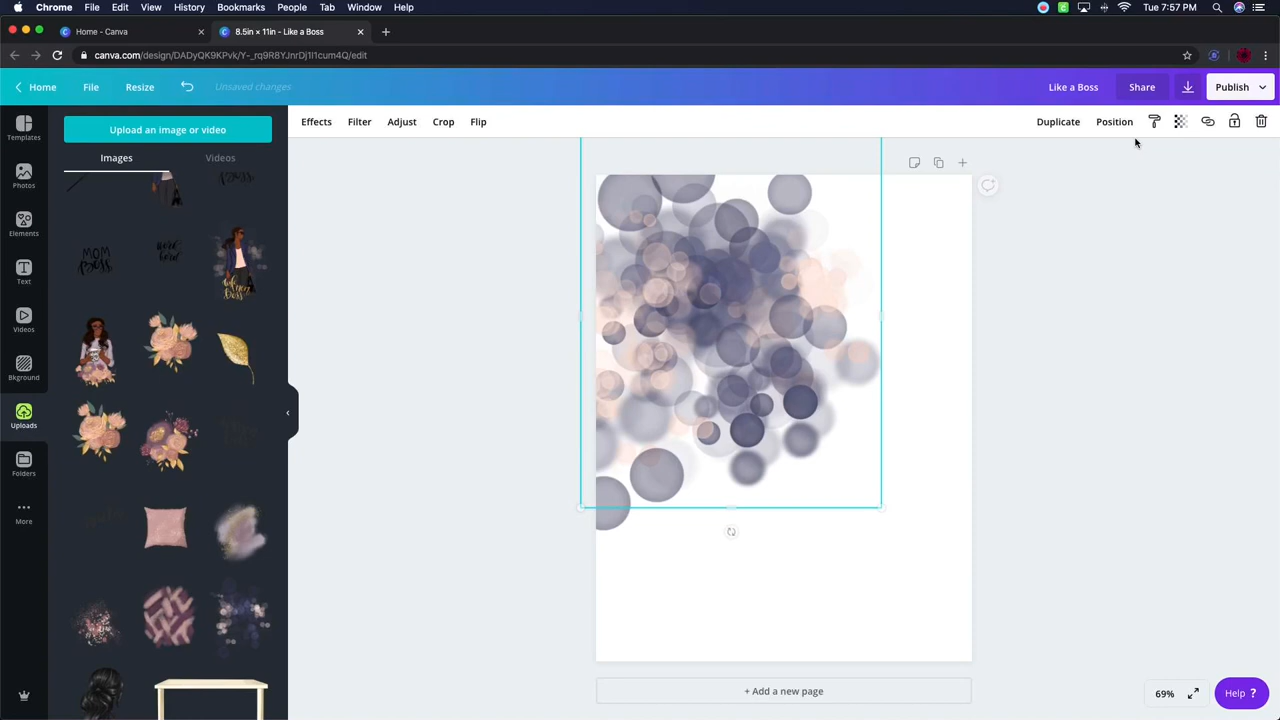 Chrome File Edit View History Bookmarks People Tab Window Help Tue 7:57 PM
Home - Canva 8.5in × 11in - Like a Boss
canva.com/design/DADyQK9KPvk/Y-_rq9R8YJnrDj1l1cum4Q/edit
Home File Resize Unsaved changes Like a Boss Share Publish
Effects Filter Adjust Crop Flip Duplicate Position
Upload an image or video
Images Videos
Templates
Photos
Elements
Text
Videos
Bkground
Uploads
Folders
More
MOM
BOSS
+ Add a new page
69% Help ?